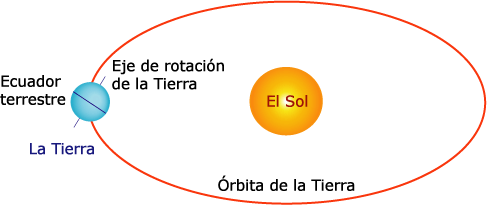 Eje de rotación
de la Tierra
Ecuador
terrestre
El Sol
La Tierra
Órbita de la Tierra